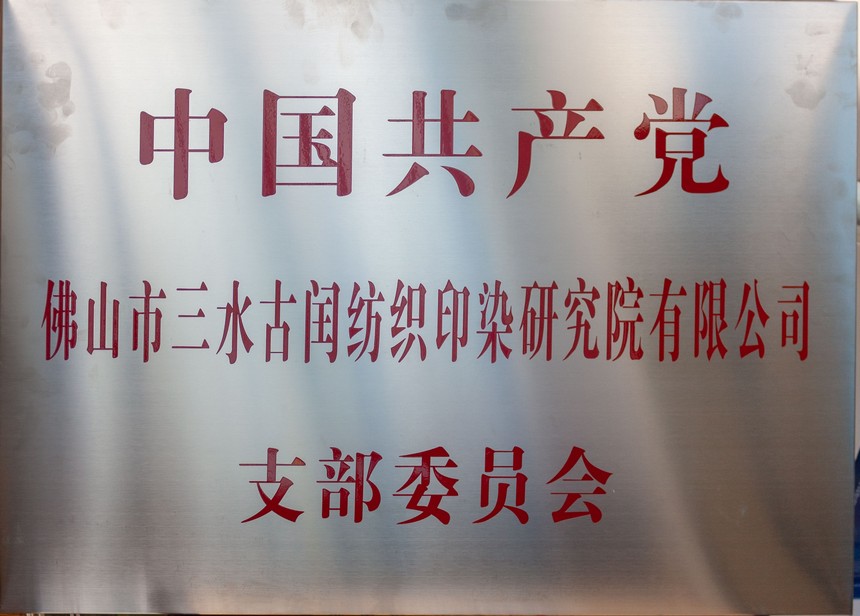 中国共产党
佛山市三水古闰纺织印染研究院有限公司
支部委员会